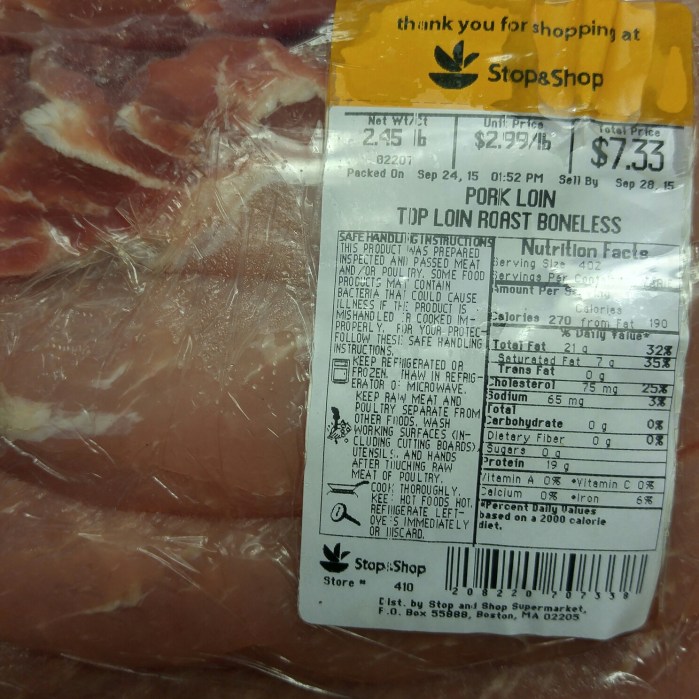 thank you for shopping at
Stop&Shop
Net Wt/Ct Unit Price Total Price
2.45 lb $2.99/lb $7.33
82207
Packed On Sep 24, 15 01:52 PM Sell By Sep 28, 15
PORK LOIN
TOP LOIN ROAST BONELESS
SAFE HANDLING INSTRUCTIONS
THIS PRODUCT WAS PREPARED
INSPECTED AND PASSED MEAT
AND/OR POULTRY. SOME FOOD
PRODUCTS MAY CONTAIN
BACTERIA THAT COULD CAUSE
ILLNESS IF THE PRODUCT IS
MISHANDLED OR COOKED IM-
PROPERLY. FOR YOUR PROTEC-
FOLLOW THESE SAFE HANDLING
INSTRUCTIONS.
KEEP REFRIGERATED OR
FROZEN. THAW IN REFRIG-
ERATOR OR MICROWAVE.
KEEP RAW MEAT AND
POULTRY SEPARATE FROM
OTHER FOODS. WASH
WORKING SURFACES (IN-
CLUDING CUTTING BOARDS),
UTENSILS, AND HANDS
AFTER TOUCHING RAW
MEAT OF POULTRY.
COOK THOROUGHLY.
KEEP HOT FOODS HOT.
REFRIGERATE LEFT-
OVERS IMMEDIATELY
OR DISCARD.
Nutrition Facts
Serving Size 4OZ
Servings Per
Amount Per
Calories
Calories 270 from Fat 190
% Daily Value*
Total Fat 21 g 32%
Saturated Fat 7 g 35%
Trans Fat 0 g
Cholesterol 75 mg 25%
Sodium 65 mg 3%
Total
Carbohydrate 0 g 0%
Dietary Fiber 0 g 0%
Sugars 0 g
Protein 19 g
Vitamin A 0% •Vitamin C 0%
Calcium 0% •Iron 6%
*Percent Daily Values
based on a 2000 calorie
diet.
Stop&Shop
Store # 410
2 08220 707338
Dist. by Stop and Shop Supermarket,
P.O. Box 55888, Boston, MA 02205